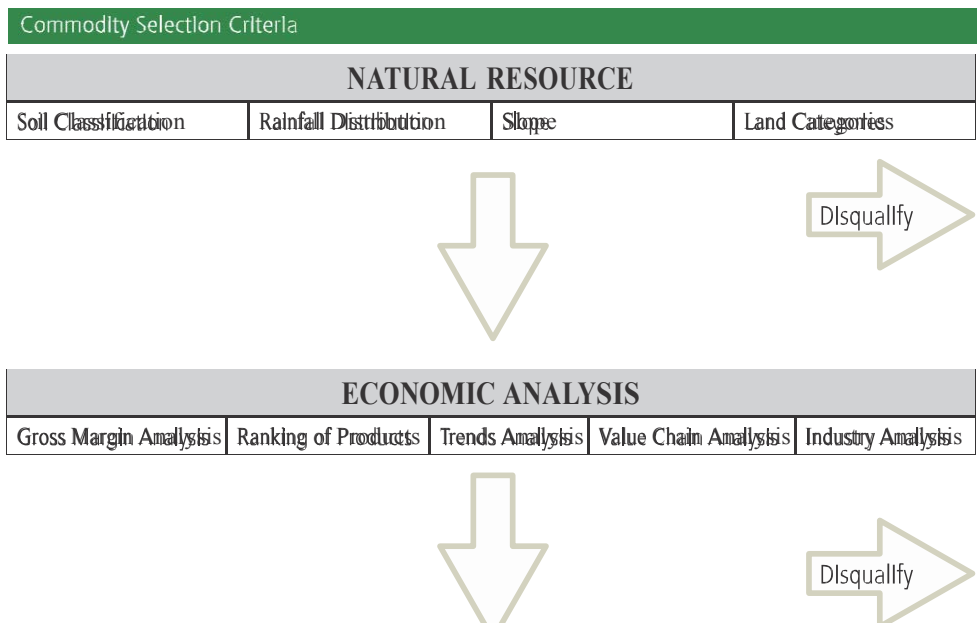 Commodity Selection Criteria
NATURAL RESOURCE
Soil Classification Rainfall Distribution Slope Land Categories
Disqualify
ECONOMIC ANALYSIS
Gross Margin Analysis Ranking of Products Trends Analysis Value Chain Analysis Industry Analysis
Disqualify